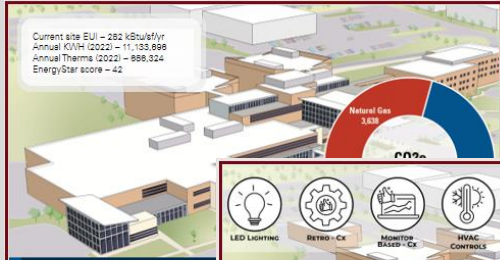 Current site EUI – 282 kBtu/sf/yr
Annual KWH (2022) – 11,133,696
Annual Therms (2022) – 686,324
EnergyStar score – 42
Natural Gas
3,638
LED LIGHTING
RETRO - CX
MONITOR
BASED - CX
HVAC
CONTROLS